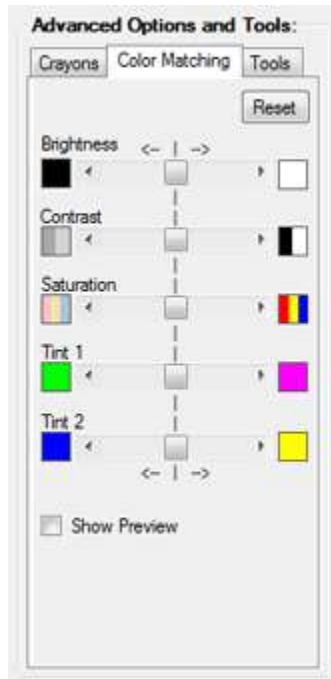 Advanced Options and Tools:
Crayons Color Matching Tools
Reset
Brightness <- | ->
Contrast
Saturation
Tint 1
Tint 2
<- | ->
Show Preview